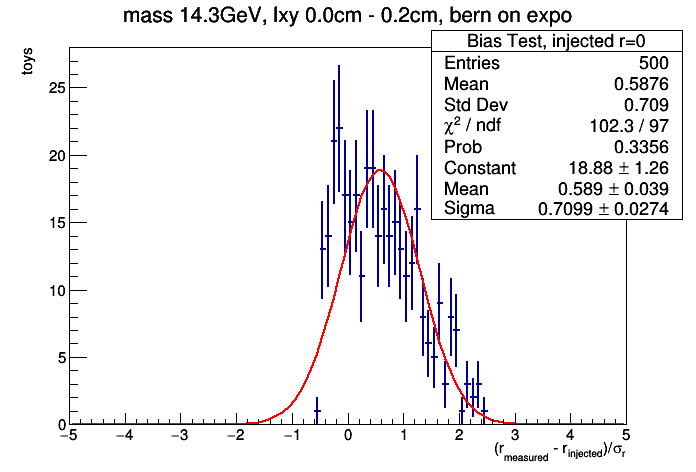 mass 14.3GeV, lxy 0.0cm - 0.2cm, bern on expo
Bias Test, injected r=0
Entries 500
Mean 0.5876
Std Dev 0.709
χ² / ndf 102.3 / 97
Prob 0.3356
Constant 18.88 ± 1.26
Mean 0.589 ± 0.039
Sigma 0.7099 ± 0.0274
toys
25
20
15
10
5
0
−5 −4 −3 −2 −1 0 1 2 3 4 5
(r_measured - r_injected)/σ_r